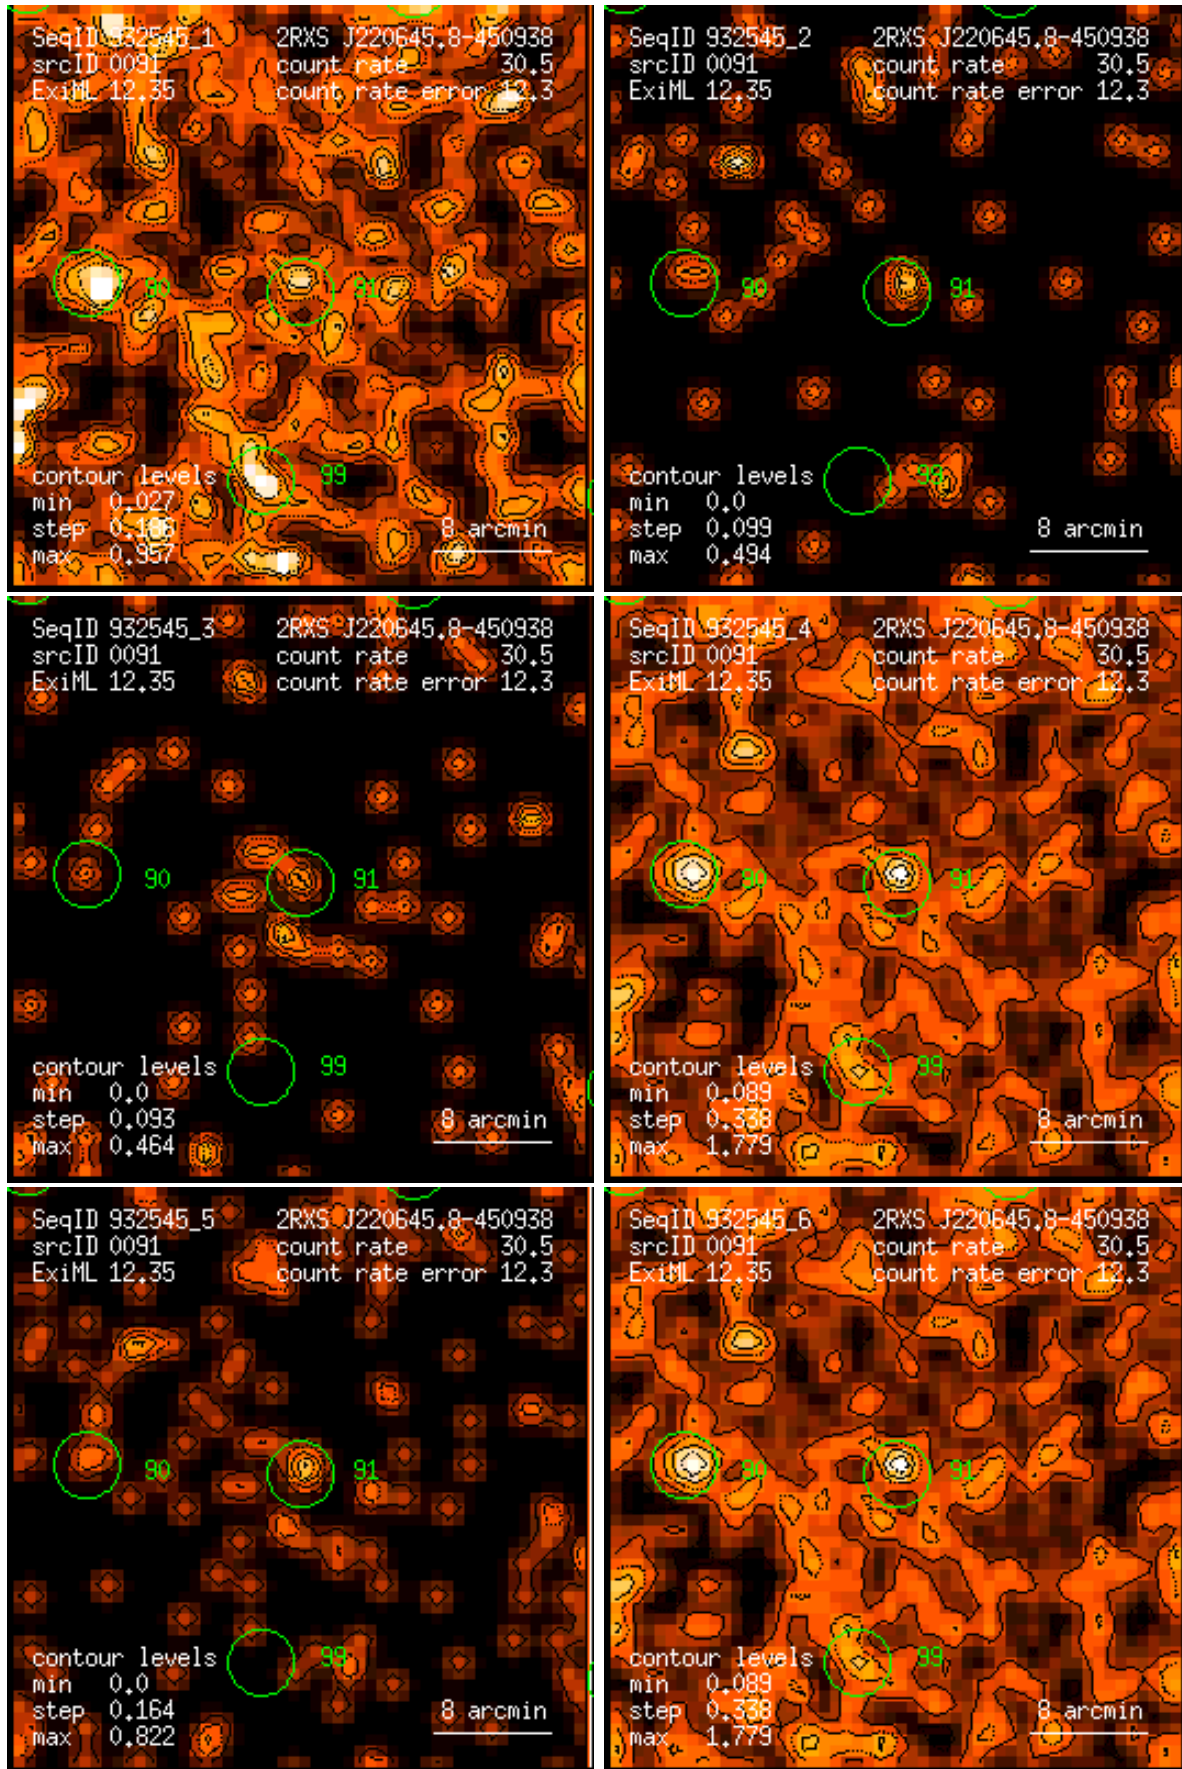 SeqID 932545_1 2RXS J220645.8-450938
srcID 0091 count rate 30.5
ExiML 12.35 count rate error 12.3
90 91
99
contour levels
min 0.027
step 0.186
max 0.957
8 arcmin
SeqID 932545_2 2RXS J220645.8-450938
srcID 0091 count rate 30.5
ExiML 12.35 count rate error 12.3
90 91
99
contour levels
min 0.0
step 0.099
max 0.494
8 arcmin
SeqID 932545_3 2RXS J220645.8-450938
srcID 0091 count rate 30.5
ExiML 12.35 count rate error 12.3
90 91
99
contour levels
min 0.0
step 0.093
max 0.464
8 arcmin
SeqID 932545_4 2RXS J220645.8-450938
srcID 0091 count rate 30.5
ExiML 12.35 count rate error 12.3
90 91
99
contour levels
min 0.089
step 0.338
max 1.779
8 arcmin
SeqID 932545_5 2RXS J220645.8-450938
srcID 0091 count rate 30.5
ExiML 12.35 count rate error 12.3
90 91
99
contour levels
min 0.0
step 0.164
max 0.822
8 arcmin
SeqID 932545_6 2RXS J220645.8-450938
srcID 0091 count rate 30.5
ExiML 12.35 count rate error 12.3
90 91
99
contour levels
min 0.089
step 0.338
max 1.779
8 arcmin